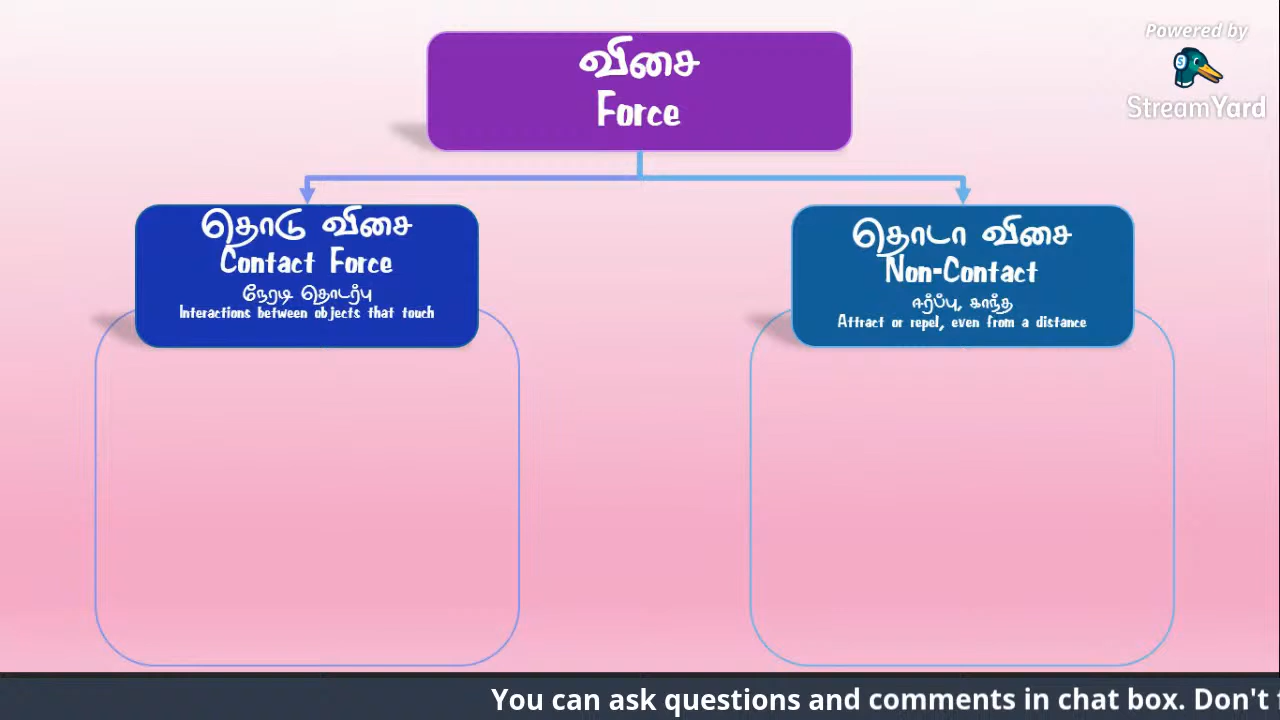 விசை
Force
Powered by
StreamYard
தொடு விசை
Contact Force
நேரடி தொடர்பு
Interactions between objects that touch
தொடா விசை
Non-Contact
ஈர்ப்பு, காந்த
Attract or repel, even from a distance
You can ask questions and comments in chat box. Don't